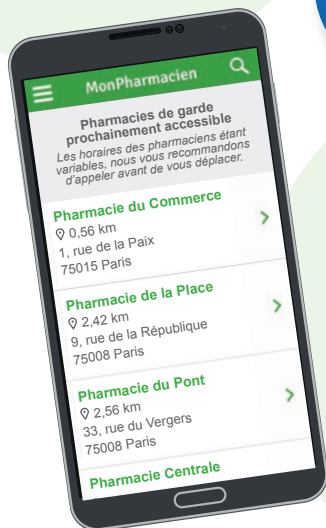 MonPharmacien
Pharmacies de garde
prochainement accessible
Les horaires des pharmaciens étant
variables, nous vous recommandons
d'appeler avant de vous déplacer.
Pharmacie du Commerce
0,56 km
1, rue de la Paix
75015 Paris
Pharmacie de la Place
2,42 km
9, rue de la République
75008 Paris
Pharmacie du Pont
2,56 km
33, rue du Vergers
75008 Paris
Pharmacie Centrale